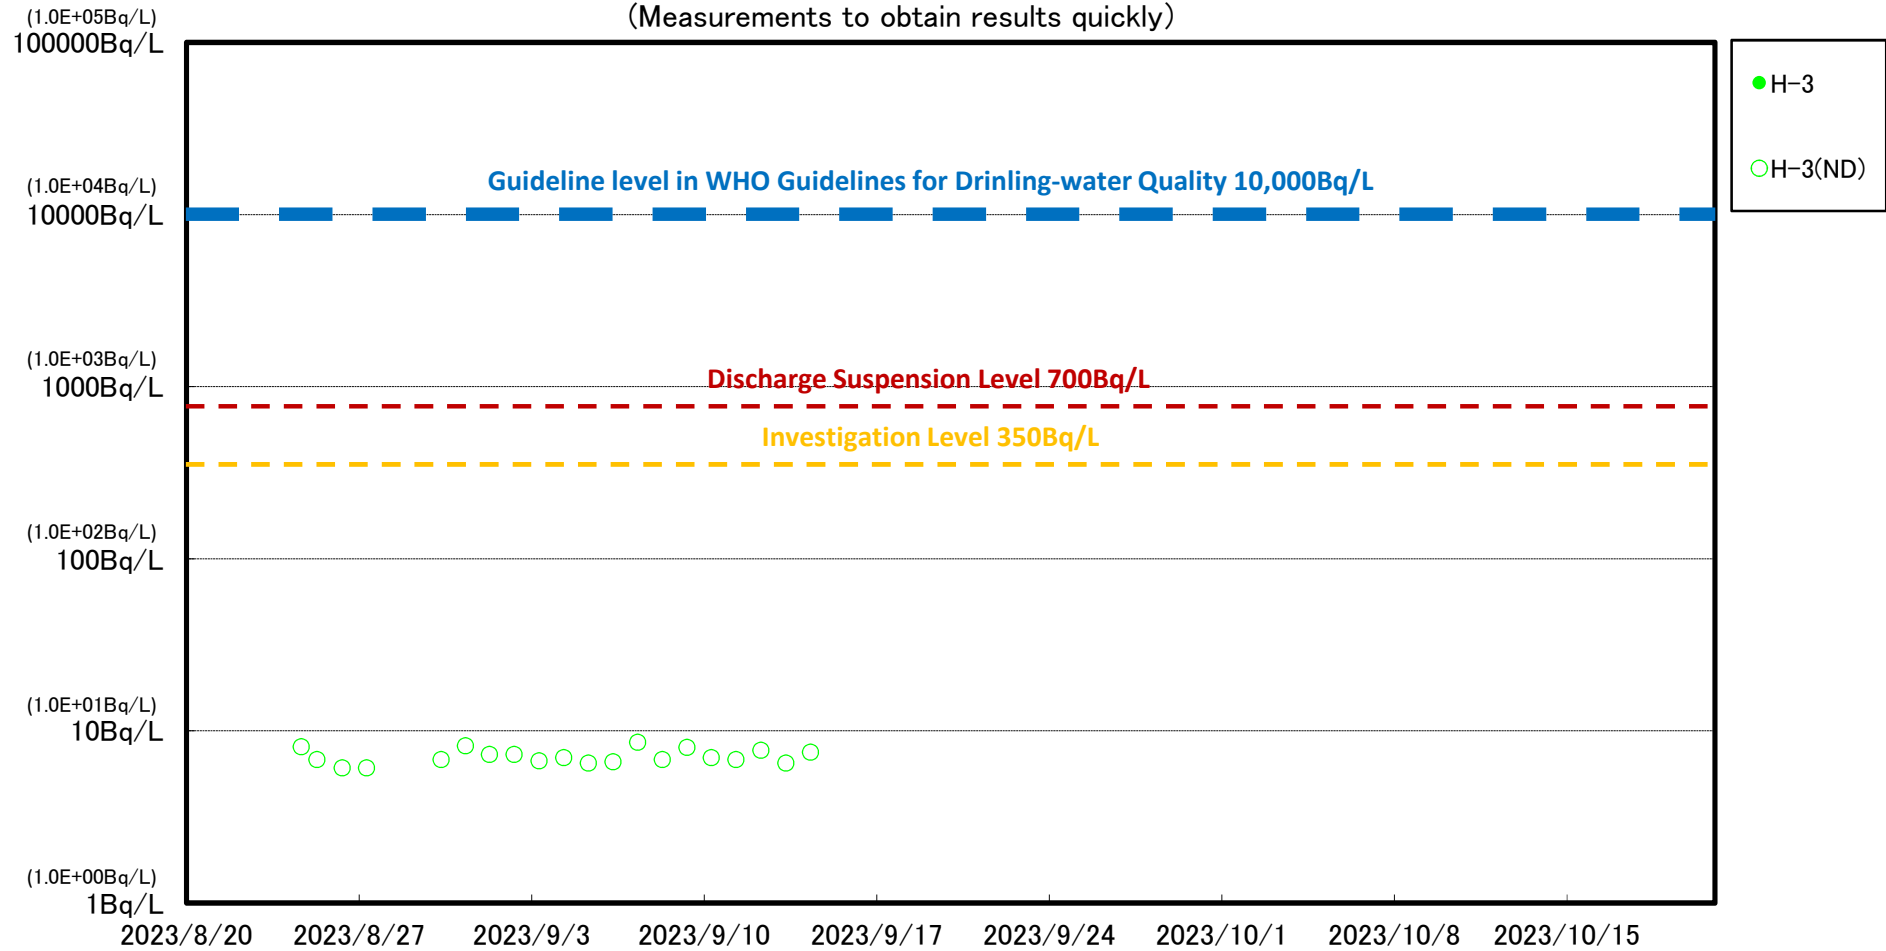 (Measurements to obtain results quickly)
(1.0E+05Bq/L)
100000Bq/L
H-3
H-3(ND)
Guideline level in WHO Guidelines for Drinling-water Quality 10,000Bq/L
(1.0E+04Bq/L)
10000Bq/L
(1.0E+03Bq/L)
1000Bq/L
Discharge Suspension Level 700Bq/L
Investigation Level 350Bq/L
(1.0E+02Bq/L)
100Bq/L
(1.0E+01Bq/L)
10Bq/L
(1.0E+00Bq/L)
1Bq/L
2023/8/20 2023/8/27 2023/9/3 2023/9/10 2023/9/17 2023/9/24 2023/10/1 2023/10/8 2023/10/15